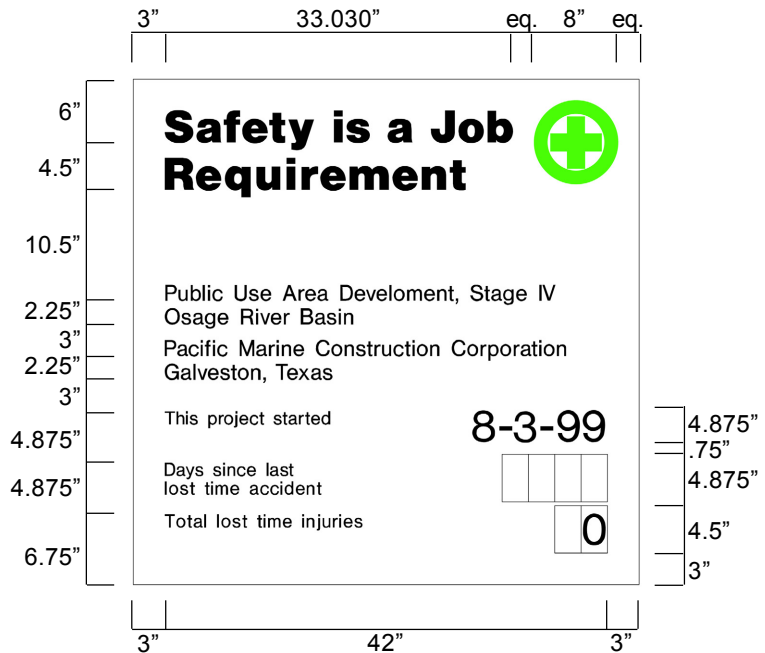 3” 33.030” eq. 8” eq.
6”
4.5”
10.5”
2.25”
3”
2.25”
3”
4.875”
4.875”
6.75”
Safety is a Job
Requirement
Public Use Area Develoment, Stage IV
Osage River Basin
Pacific Marine Construction Corporation
Galveston, Texas
This project started 8-3-99
Days since last
lost time accident
Total lost time injuries 0
4.875”
.75”
4.875”
4.5”
3”
3” 42” 3”